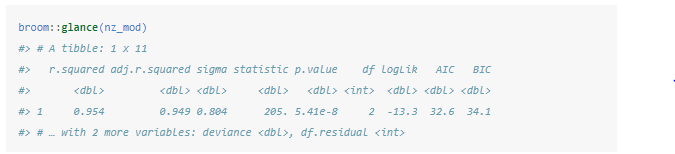 broom::glance(nz_mod)
#> # A tibble: 1 x 11
#>   r.squared adj.r.squared sigma statistic p.value    df logLik   AIC   BIC
#>       <dbl>         <dbl> <dbl>     <dbl>   <dbl> <int>  <dbl> <dbl> <dbl>
#> 1     0.954         0.949 0.804      205. 5.41e-8     2  -13.3  32.6  34.1
#> # … with 2 more variables: deviance <dbl>, df.residual <int>